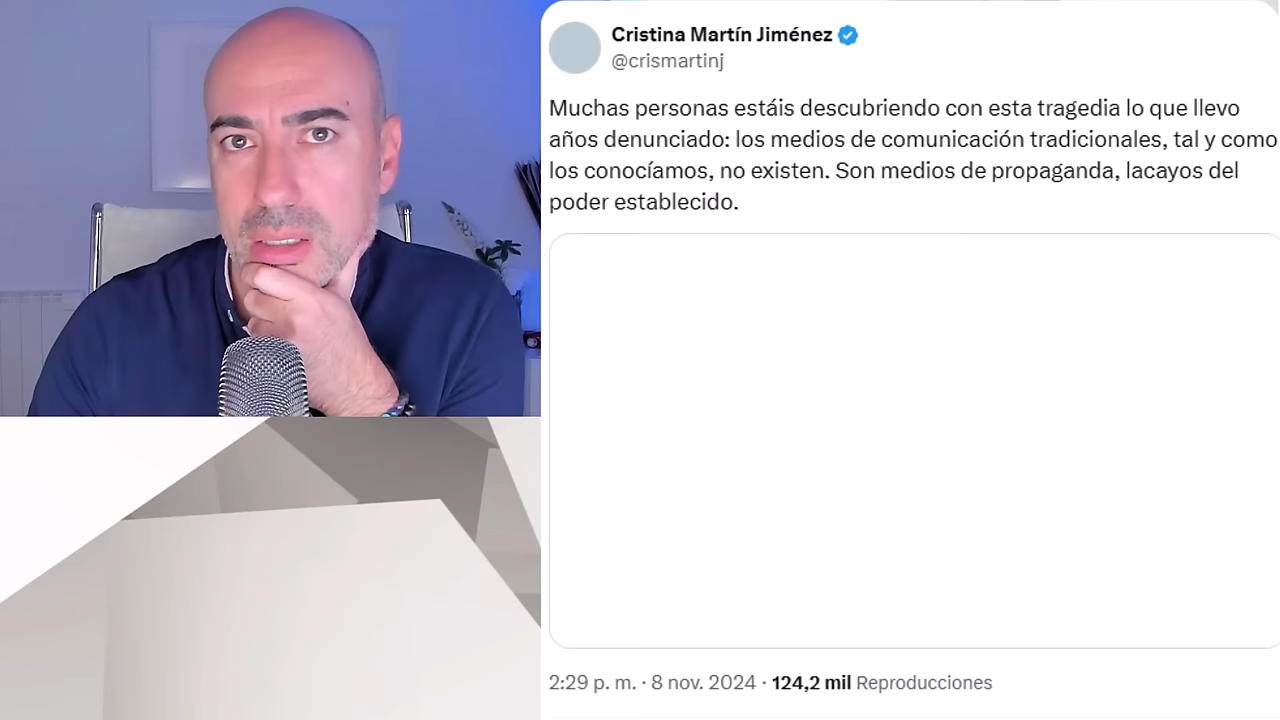 Cristina Martín Jiménez
@crismartinj
Muchas personas estáis descubriendo con esta tragedia lo que llevo
años denunciado: los medios de comunicación tradicionales, tal y como
los conocíamos, no existen. Son medios de propaganda, lacayos del
poder establecido.
2:29 p. m. · 8 nov. 2024 · 124,2 mil Reproducciones